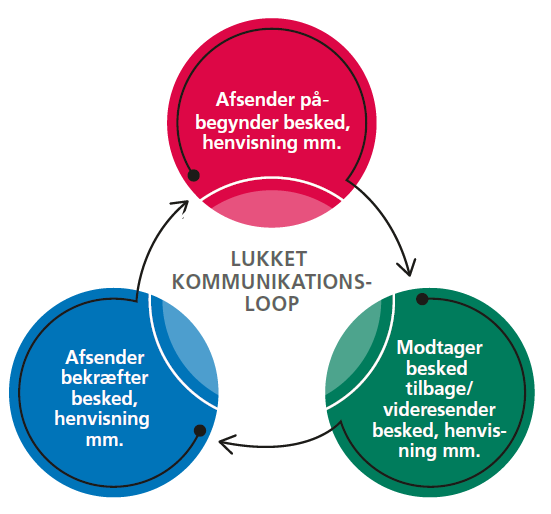 Afsender på-
begynder besked,
henvisning mm.
LUKKET
KOMMUNIKATIONS-
LOOP
Afsender
bekræfter
besked,
henvisning
mm.
Modtager
besked
tilbage/
videresender
besked, henvis-
ning mm.